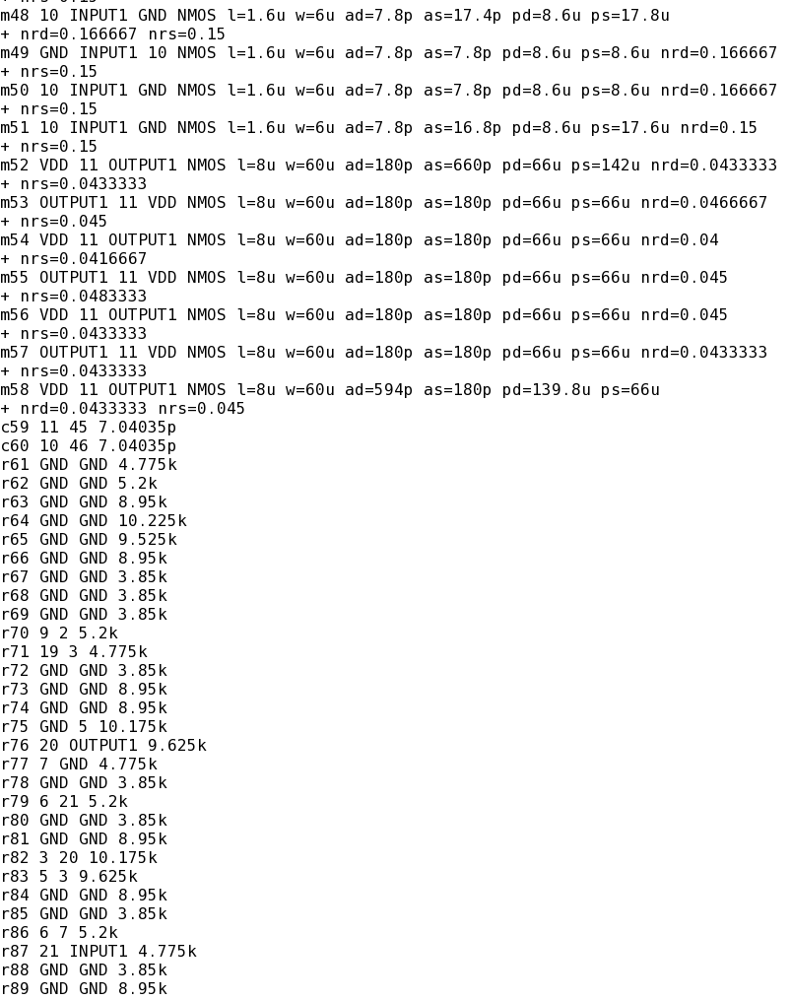 + nrs=0.15
m48 10 INPUT1 GND NMOS l=1.6u w=6u ad=7.8p as=17.4p pd=8.6u ps=17.8u
+ nrd=0.166667 nrs=0.15
m49 GND INPUT1 10 NMOS l=1.6u w=6u ad=7.8p as=7.8p pd=8.6u ps=8.6u nrd=0.166667
+ nrs=0.15
m50 10 INPUT1 GND NMOS l=1.6u w=6u ad=7.8p as=7.8p pd=8.6u ps=8.6u nrd=0.166667
+ nrs=0.15
m51 10 INPUT1 GND NMOS l=1.6u w=6u ad=7.8p as=16.8p pd=8.6u ps=17.6u nrd=0.15
+ nrs=0.15
m52 VDD 11 OUTPUT1 NMOS l=8u w=60u ad=180p as=660p pd=66u ps=142u nrd=0.0433333
+ nrs=0.0433333
m53 OUTPUT1 11 VDD NMOS l=8u w=60u ad=180p as=180p pd=66u ps=66u nrd=0.0466667
+ nrs=0.045
m54 VDD 11 OUTPUT1 NMOS l=8u w=60u ad=180p as=180p pd=66u ps=66u nrd=0.04
+ nrs=0.0416667
m55 OUTPUT1 11 VDD NMOS l=8u w=60u ad=180p as=180p pd=66u ps=66u nrd=0.045
+ nrs=0.0483333
m56 VDD 11 OUTPUT1 NMOS l=8u w=60u ad=180p as=180p pd=66u ps=66u nrd=0.045
+ nrs=0.0433333
m57 OUTPUT1 11 VDD NMOS l=8u w=60u ad=180p as=180p pd=66u ps=66u nrd=0.0433333
+ nrs=0.0433333
m58 VDD 11 OUTPUT1 NMOS l=8u w=60u ad=594p as=180p pd=139.8u ps=66u
+ nrd=0.0433333 nrs=0.045
c59 11 45 7.04035p
c60 10 46 7.04035p
r61 GND GND 4.775k
r62 GND GND 5.2k
r63 GND GND 8.95k
r64 GND GND 10.225k
r65 GND GND 9.525k
r66 GND GND 8.95k
r67 GND GND 3.85k
r68 GND GND 3.85k
r69 GND GND 3.85k
r70 9 2 5.2k
r71 19 3 4.775k
r72 GND GND 3.85k
r73 GND GND 8.95k
r74 GND GND 8.95k
r75 GND 5 10.175k
r76 20 OUTPUT1 9.625k
r77 7 GND 4.775k
r78 GND GND 3.85k
r79 6 21 5.2k
r80 GND GND 3.85k
r81 GND GND 8.95k
r82 3 20 10.175k
r83 5 3 9.625k
r84 GND GND 8.95k
r85 GND GND 3.85k
r86 6 7 5.2k
r87 21 INPUT1 4.775k
r88 GND GND 3.85k
r89 GND GND 8.95k